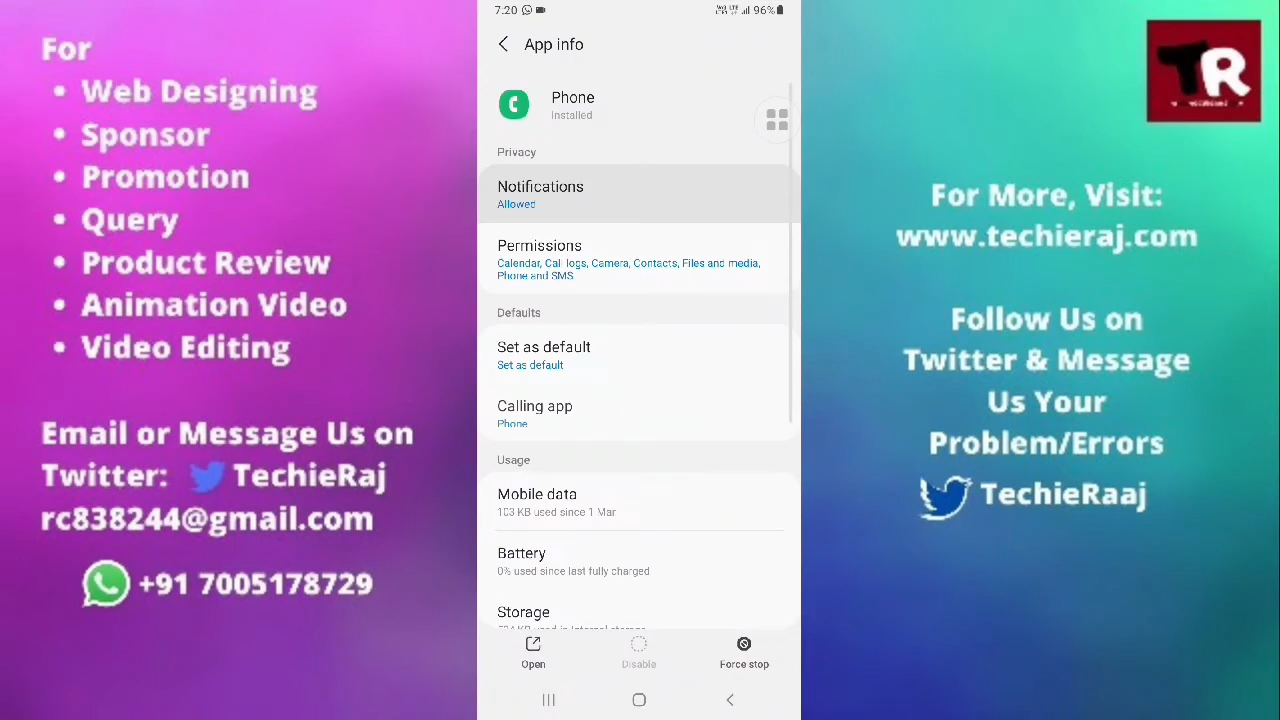 For
• Web Designing
• Sponsor
• Promotion
• Query
• Product Review
• Animation Video
• Video Editing
Email or Message Us on
Twitter: TechieRaj
rc838244@gmail.com
+91 7005178729
7:20
96%
App info
Phone
Installed
Privacy
Notifications
Allowed
Permissions
Calendar, Call logs, Camera, Contacts, Files and media,
Phone and SMS
Defaults
Set as default
Set as default
Calling app
Phone
Usage
Mobile data
103 KB used since 1 Mar
Battery
0% used since last fully charged
Storage
Open
Disable
Force stop
TR
For More, Visit:
www.techieraj.com
Follow Us on
Twitter & Message
Us Your
Problem/Errors
TechieRaaj